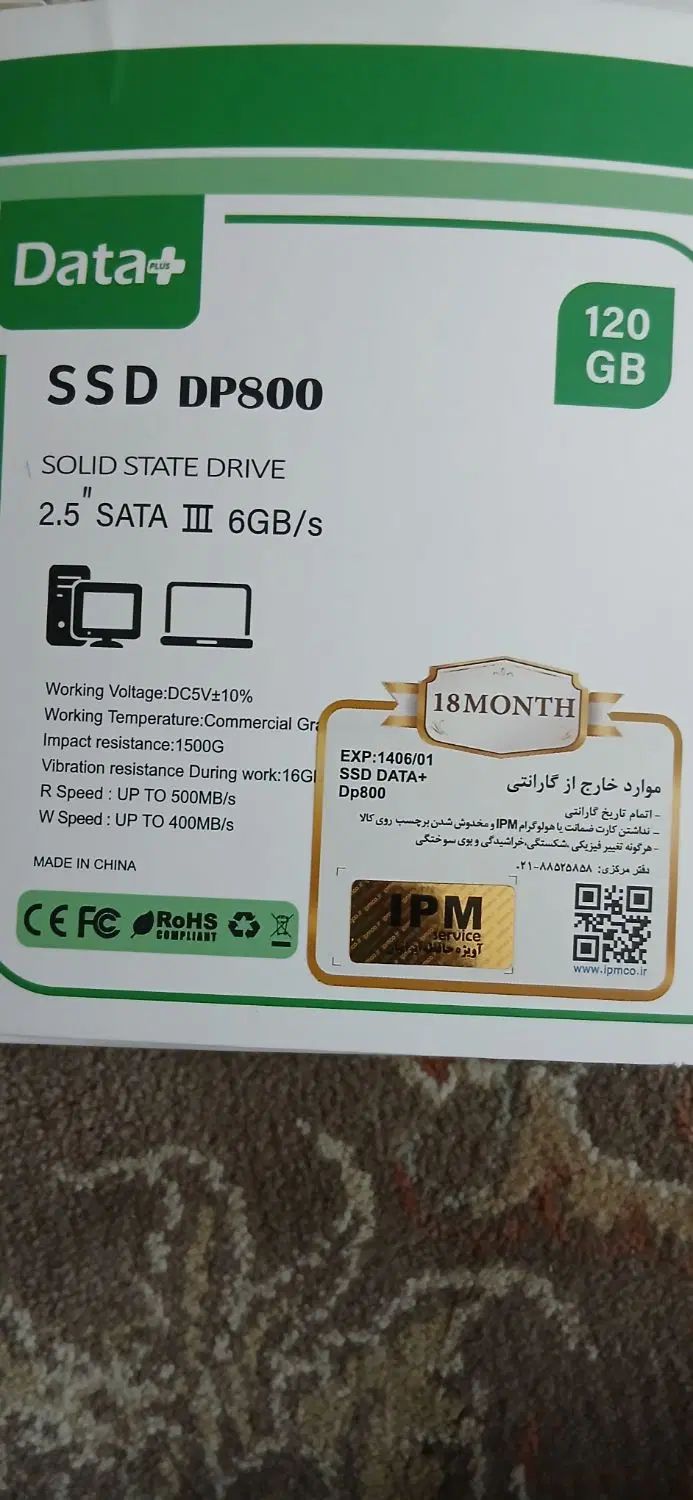 Data+
PLUS
120
GB
SSD DP800
SOLID STATE DRIVE
2.5" SATA III 6GB/s
Working Voltage:DC5V±10%
Working Temperature:Commercial Gra
Impact resistance:1500G
Vibration resistance During work:16G
R Speed : UP TO 500MB/s
W Speed : UP TO 400MB/s
MADE IN CHINA
CE FC RoHS
COMPLIANT
18MONTH
EXP:1406/01
SSD DATA+
Dp800
موارد خارج از گارانتی
- اتمام تاریخ گارانتی
- نداشتن کارت ضمانت یا هولوگرام IPM و مخدوش شدن برچسب روی کالا
- هرگونه تغییر فیزیکی ،شکستگی،خراشیدگی و بوی سوختگی
دفتر مرکزی: ۸۸۵۲۵۸۵۸-۰۲۱
IPM
service
آویژه حافظه
www.ipmco.ir